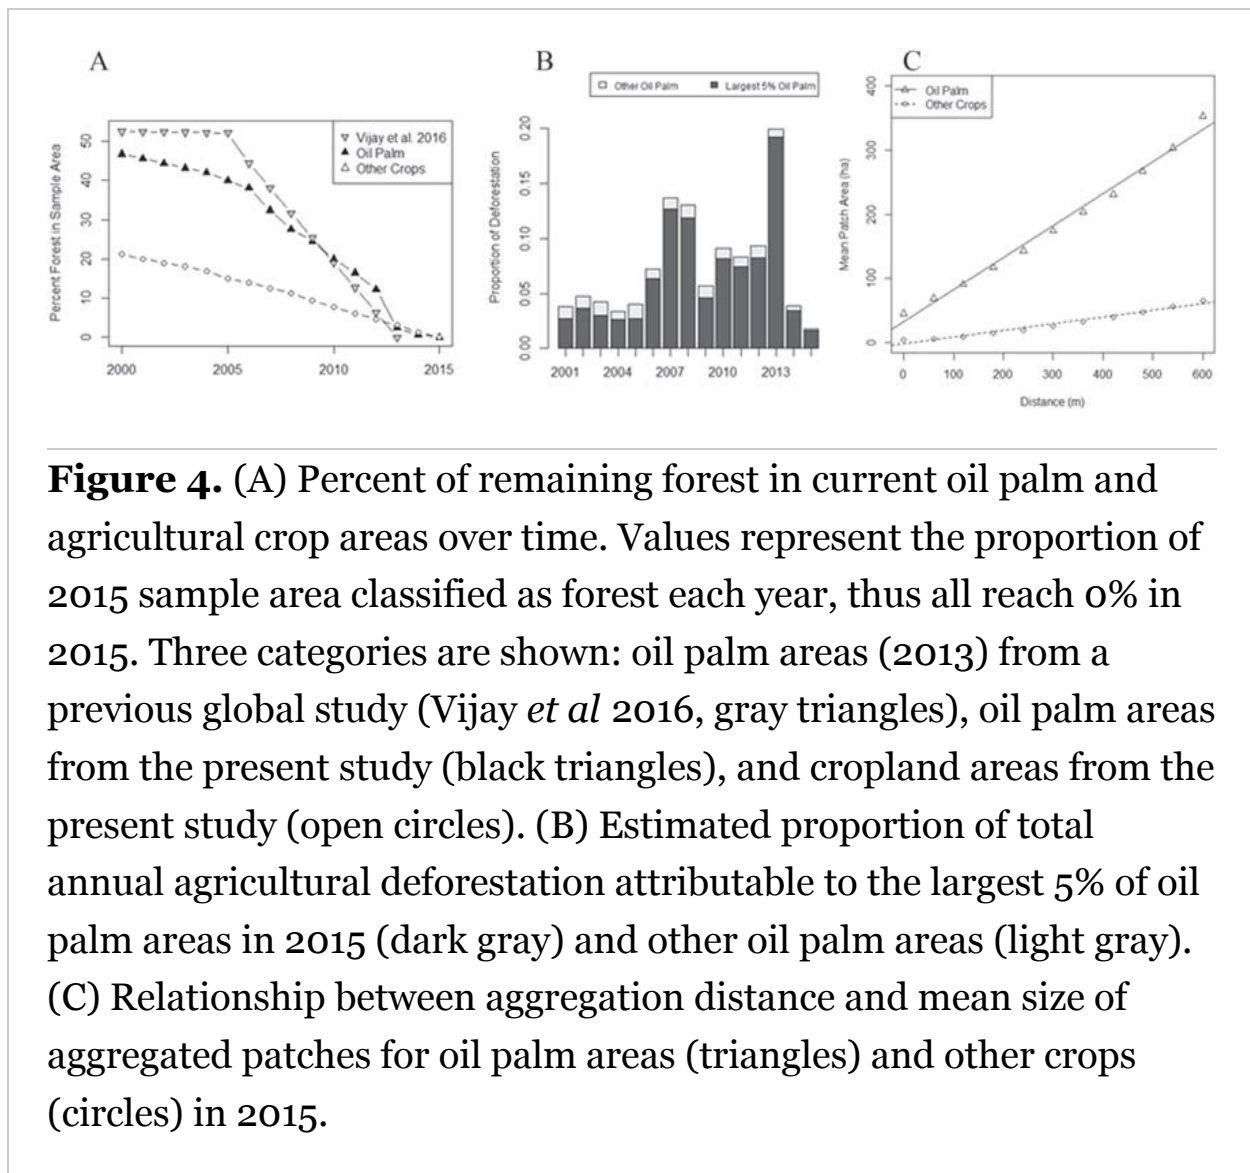 A
Percent Forest in Sample Area
50
40
30
20
10
0
2000
2005
2010
2015
Vijay et al. 2016
Oil Palm
Other Crops
B
Other Oil Palm
Largest 5% Oil Palm
Proportion of Deforestation
0.20
0.15
0.10
0.05
0.00
2001
2004
2007
2010
2013
C
Oil Palm
Other Crops
Mean Patch Area (ha)
400
300
200
100
0
0
100
200
300
400
500
600
Distance (m)
Figure 4. (A) Percent of remaining forest in current oil palm and
agricultural crop areas over time. Values represent the proportion of
2015 sample area classified as forest each year, thus all reach 0% in
2015. Three categories are shown: oil palm areas (2013) from a
previous global study (Vijay et al 2016, gray triangles), oil palm areas
from the present study (black triangles), and cropland areas from the
present study (open circles). (B) Estimated proportion of total
annual agricultural deforestation attributable to the largest 5% of oil
palm areas in 2015 (dark gray) and other oil palm areas (light gray).
(C) Relationship between aggregation distance and mean size of
aggregated patches for oil palm areas (triangles) and other crops
(circles) in 2015.